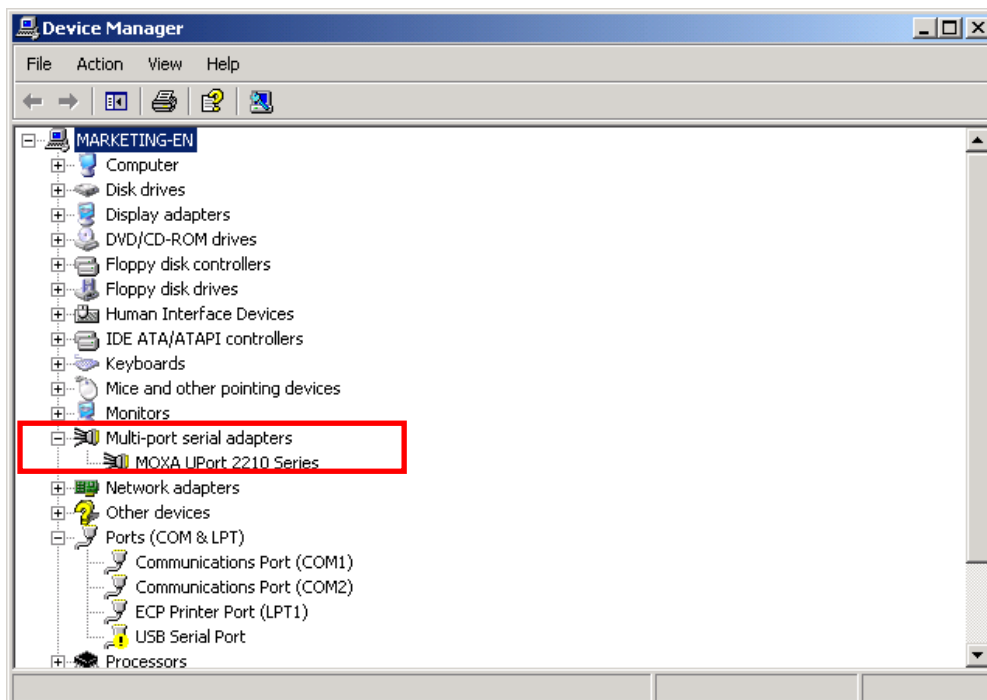 Device Manager
File Action View Help
MARKETING-EN
Computer
Disk drives
Display adapters
DVD/CD-ROM drives
Floppy disk controllers
Floppy disk drives
Human Interface Devices
IDE ATA/ATAPI controllers
Keyboards
Mice and other pointing devices
Monitors
Multi-port serial adapters
MOXA UPort 2210 Series
Network adapters
Other devices
Ports (COM & LPT)
Communications Port (COM1)
Communications Port (COM2)
ECP Printer Port (LPT1)
USB Serial Port
Processors